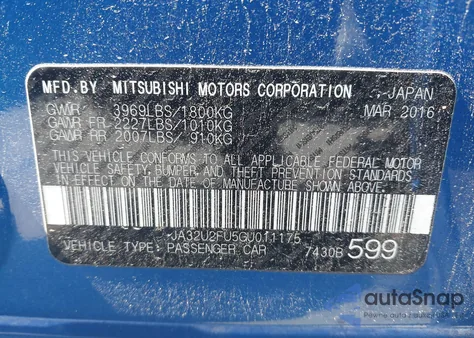 MFD.BY MITSUBISHI MOTORS CORPORATION JAPAN
GWR 3969LBS/1800KG MAR 2016
GAWR FR 2227LBS/1010KG
GAWR RR 2007LBS/ 910KG
THIS VEHICLE CONFORMS TO ALL APPLICABLE FEDERAL MOTOR
VEHICLE SAFETY, BUMPER, AND THEFT PREVENTION STANDARDS
IN EFFECT ON THE DATE OF MANUFACTURE SHOWN ABOVE.
JA32U2FU5GU011175
VEHICLE TYPE: PASSENGER CAR 7430B 599
autoSnap